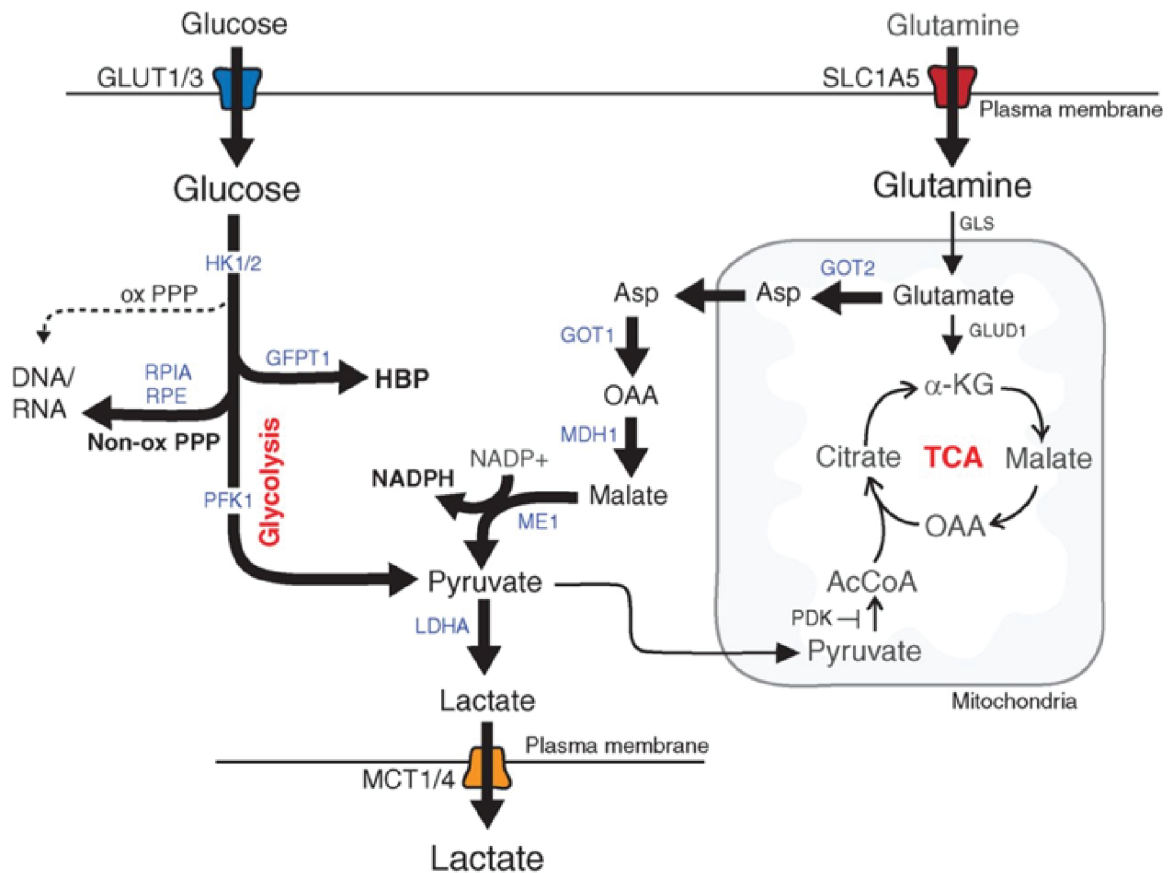 Glucose
Glutamine
GLUT1/3
SLC1A5
Plasma membrane
Glucose
Glutamine
GLS
HK1/2
GOT2
ox PPP
Asp
Asp
Glutamate
GOT1
GLUD1
GFPT1
HBP
DNA/
RNA
RPIA
RPE
Non-ox PPP
OAA
α-KG
MDH1
Glycolysis
Citrate
TCA
Malate
NADPH
NADP+
PFK1
Malate
ME1
OAA
Pyruvate
AcCoA
LDHA
PDK
Pyruvate
Lactate
Mitochondria
Plasma membrane
MCT1/4
Lactate